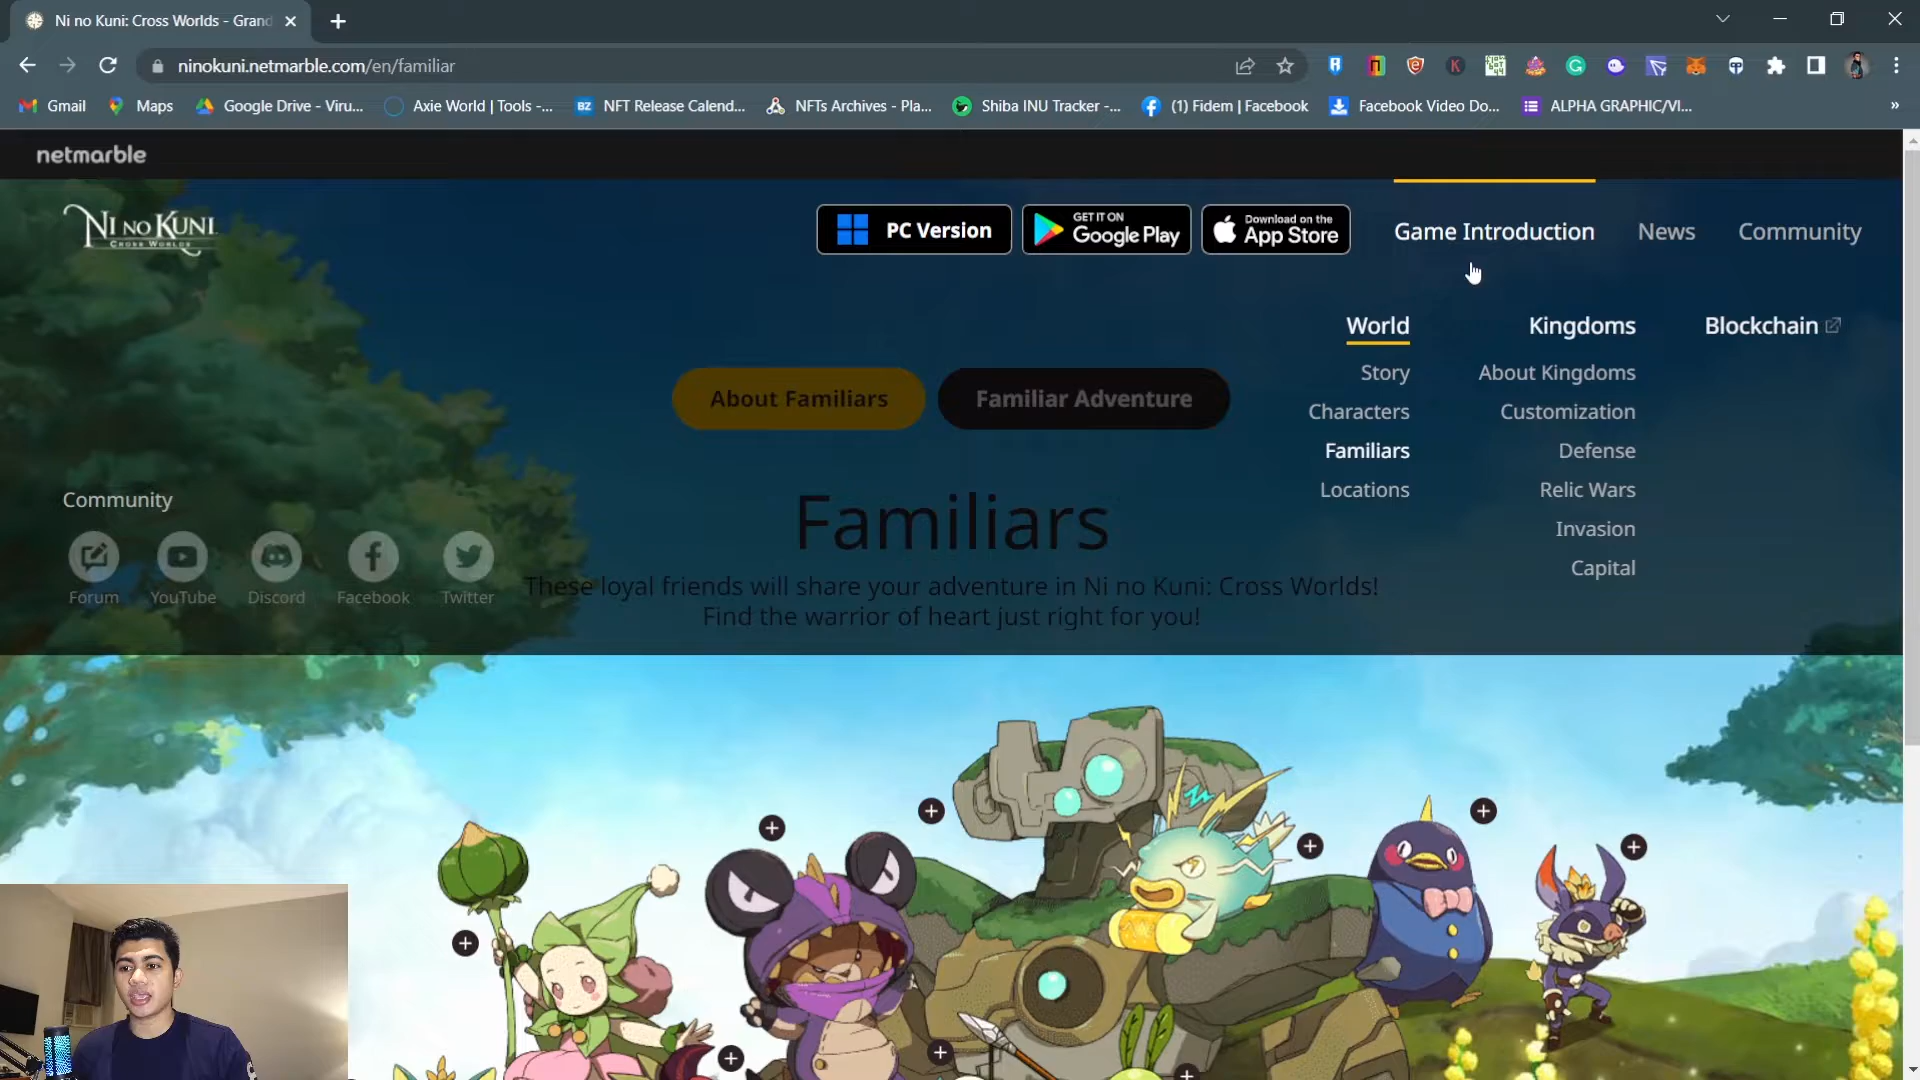 Ni no Kuni: Cross Worlds - Grand
ninokuni.netmarble.com/en/familiar
Gmail
Maps
Google Drive - Viru...
Axie World | Tools -...
BZ
NFT Release Calend...
NFTs Archives - Pla...
Shiba INU Tracker -...
(1) Fidem | Facebook
Facebook Video Do...
ALPHA GRAPHIC/VI...
»
netmarble
NI NO KUNI
CROSS WORLDS
PC Version
GET IT ON
Google Play
Download on the
App Store
Game Introduction
News
Community
World
Kingdoms
Blockchain
Story
About Kingdoms
Characters
Customization
Familiars
Defense
Locations
Relic Wars
Invasion
Capital
About Familiars
Familiar Adventure
Community
Forum
YouTube
Discord
Facebook
Twitter
Familiars
These loyal friends will share your adventure in Ni no Kuni: Cross Worlds!
Find the warrior of heart just right for you!